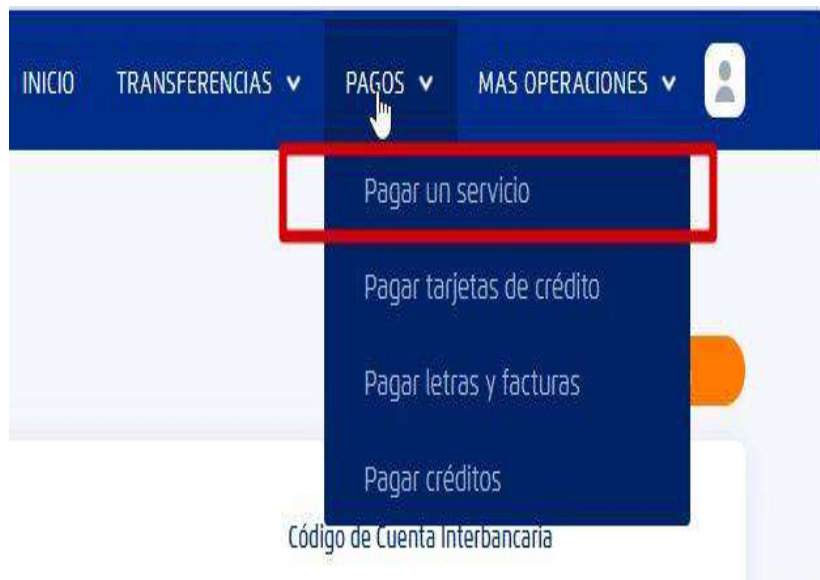 INICIO TRANSFERENCIAS PAGOS MAS OPERACIONES
Pagar un servicio
Pagar tarjetas de crédito
Pagar letras y facturas
Pagar créditos
Código de Cuenta Interbancaria